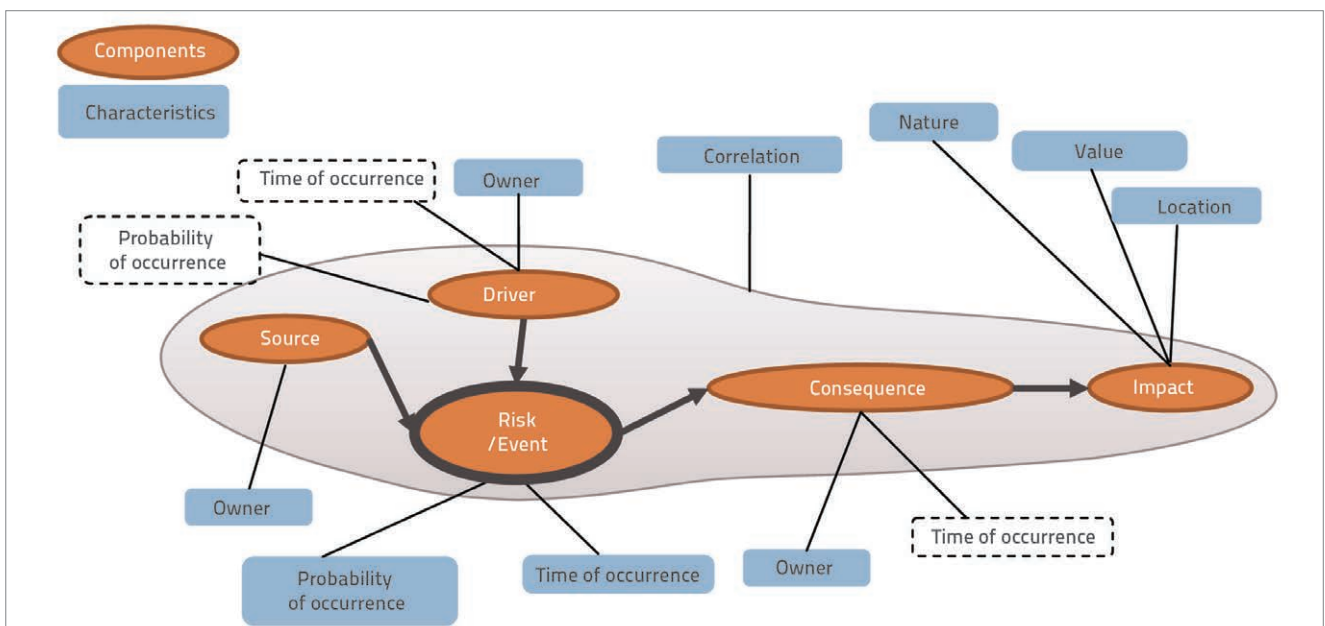 Components
Characteristics
Nature
Correlation
Value
Time of occurrence
Owner
Location
Probability
of occurrence
Driver
Source
Consequence
Impact
Risk
/Event
Owner
Time of occurrence
Probability
of occurrence
Time of occurrence
Owner